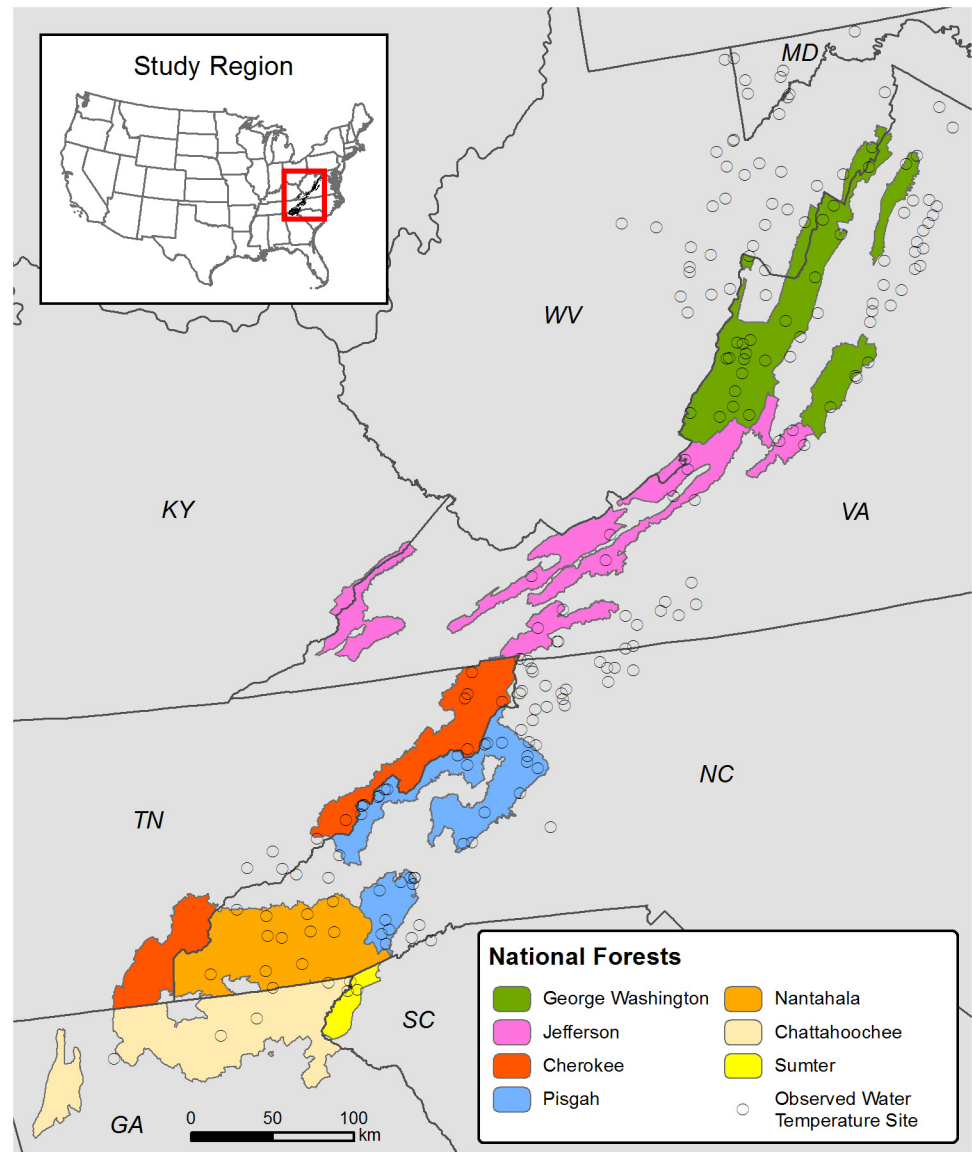 Study Region
MD
WV
KY
VA
NC
TN
SC
GA
0 50 100
km
National Forests
George Washington
Jefferson
Cherokee
Pisgah
Nantahala
Chattahoochee
Sumter
Observed Water
Temperature Site